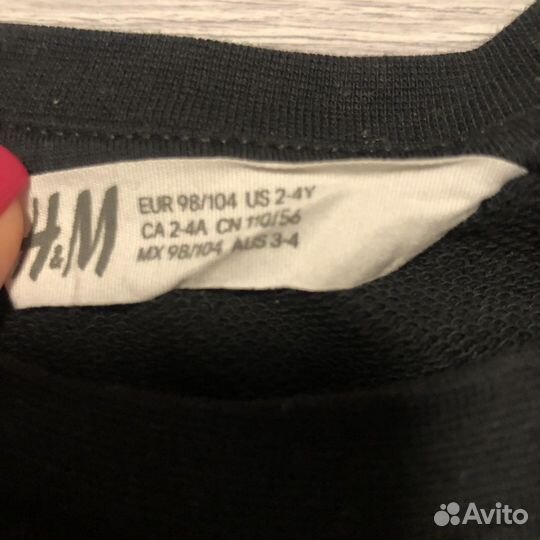 H&M
EUR 98/104 US 2-4Y
CA 2-4A CN 110/56
MX 98/104 AUS 3-4
Avito